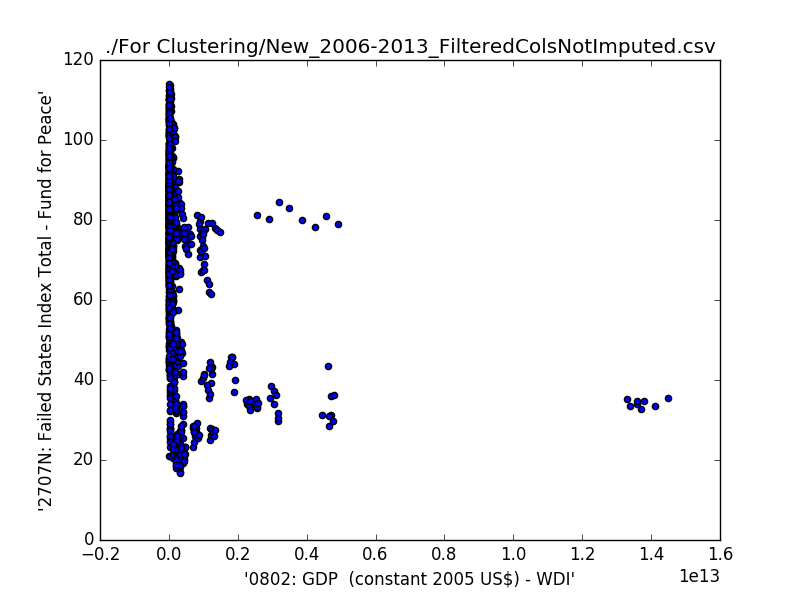 ./For Clustering/New_2006-2013_FilteredColsNotImputed.csv
120
100
80
60
40
20
0
'2707N: Failed States Index Total - Fund for Peace'
−0.2 0.0 0.2 0.4 0.6 0.8 1.0 1.2 1.4 1.6
1e13
'0802: GDP  (constant 2005 US$) - WDI'